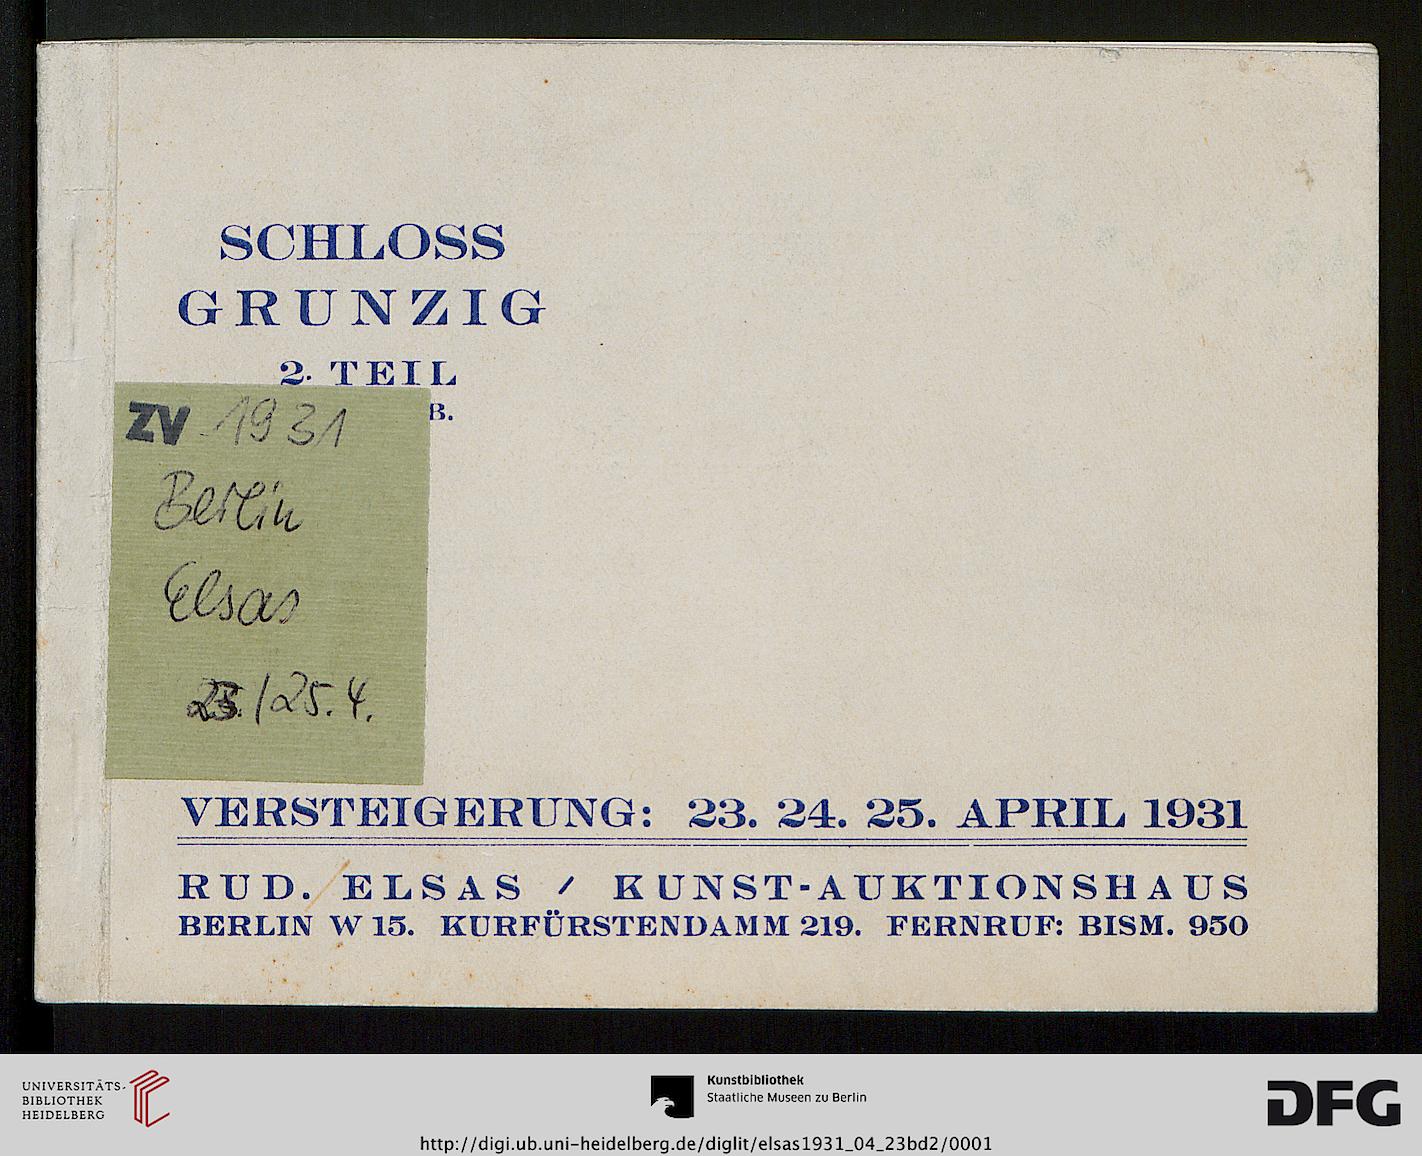 SCHLOSS
GRUNZIG
2. TEIL
B.
ZV 1931
Berlin
Elsas
23./25.4.
VERSTEIGERUNG: 23. 24. 25. APRIL 1931
RUD. ELSAS / KUNST-AUKTIONSHAUS
BERLIN W 15. KURFÜRSTENDAMM 219. FERNRUF: BISM. 950
UNIVERSITÄTS-
BIBLIOTHEK
HEIDELBERG
Kunstbibliothek
Staatliche Museen zu Berlin
DFG
http://digi.ub.uni-heidelberg.de/diglit/elsas1931_04_23bd2/0001